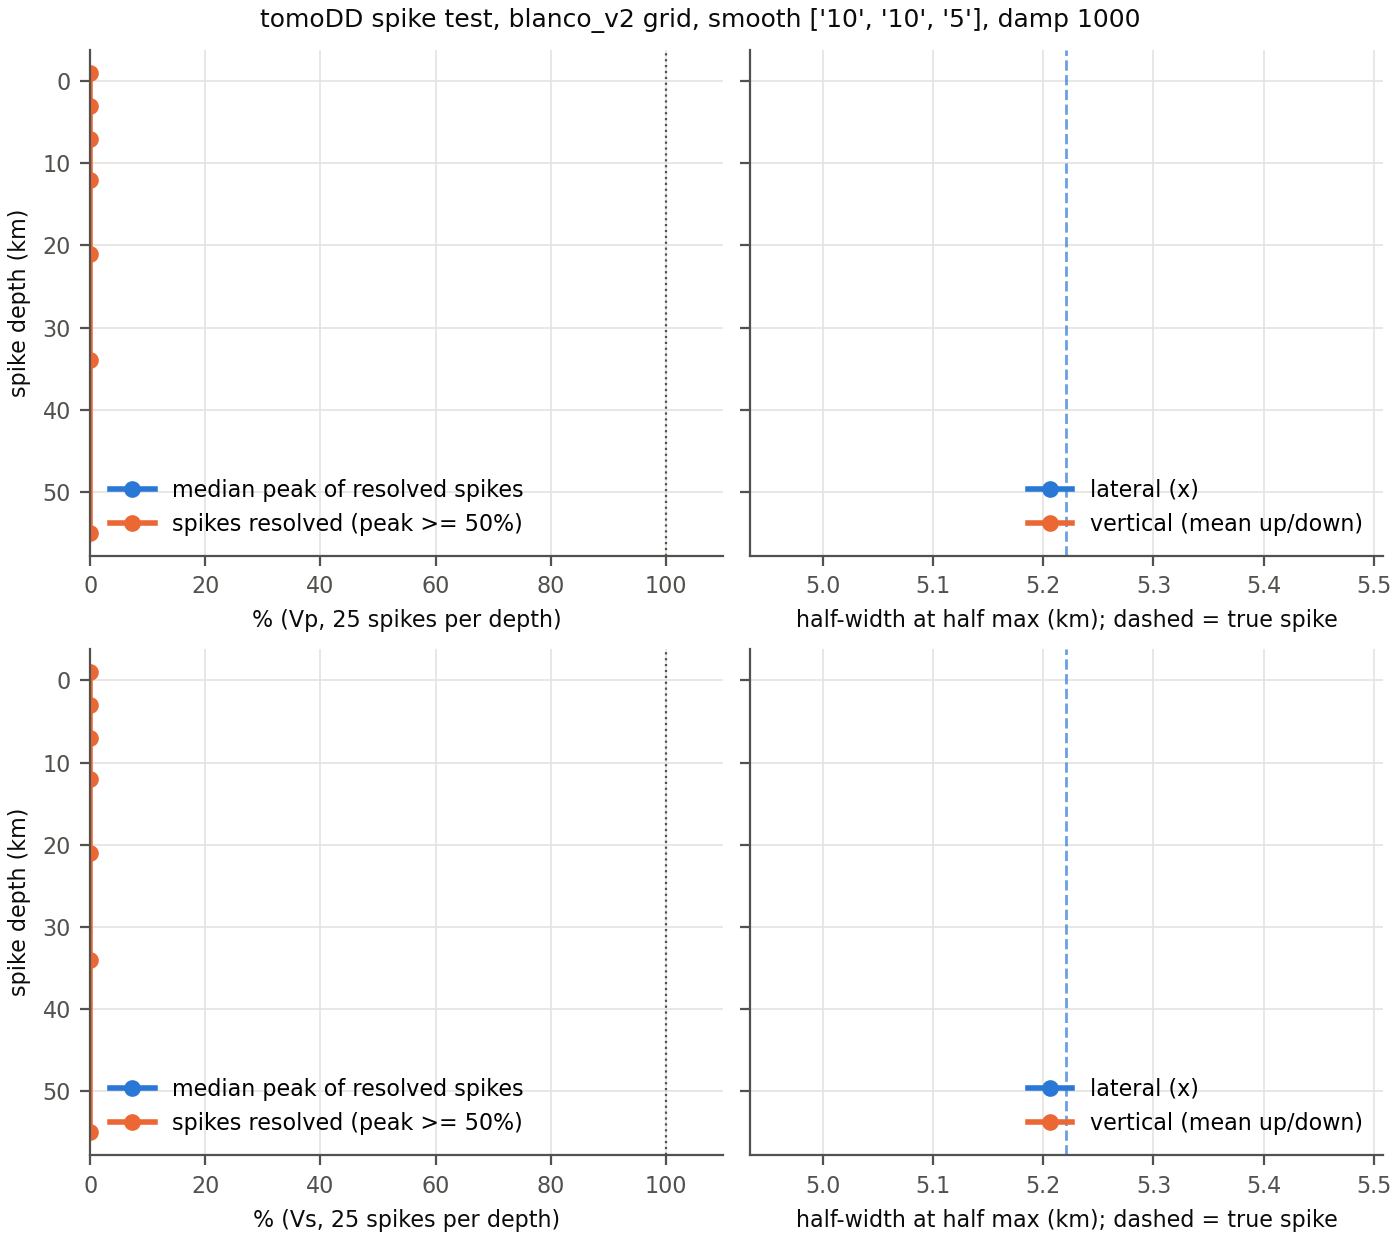 tomoDD spike test, blanco_v2 grid, smooth ['10', '10', '5'], damp 1000
spike depth (km)
0
10
20
30
40
50
median peak of resolved spikes
spikes resolved (peak >= 50%)
0 20 40 60 80 100
% (Vp, 25 spikes per depth)
lateral (x)
vertical (mean up/down)
5.0 5.1 5.2 5.3 5.4 5.5
half-width at half max (km); dashed = true spike
spike depth (km)
0
10
20
30
40
50
median peak of resolved spikes
spikes resolved (peak >= 50%)
0 20 40 60 80 100
% (Vs, 25 spikes per depth)
lateral (x)
vertical (mean up/down)
5.0 5.1 5.2 5.3 5.4 5.5
half-width at half max (km); dashed = true spike